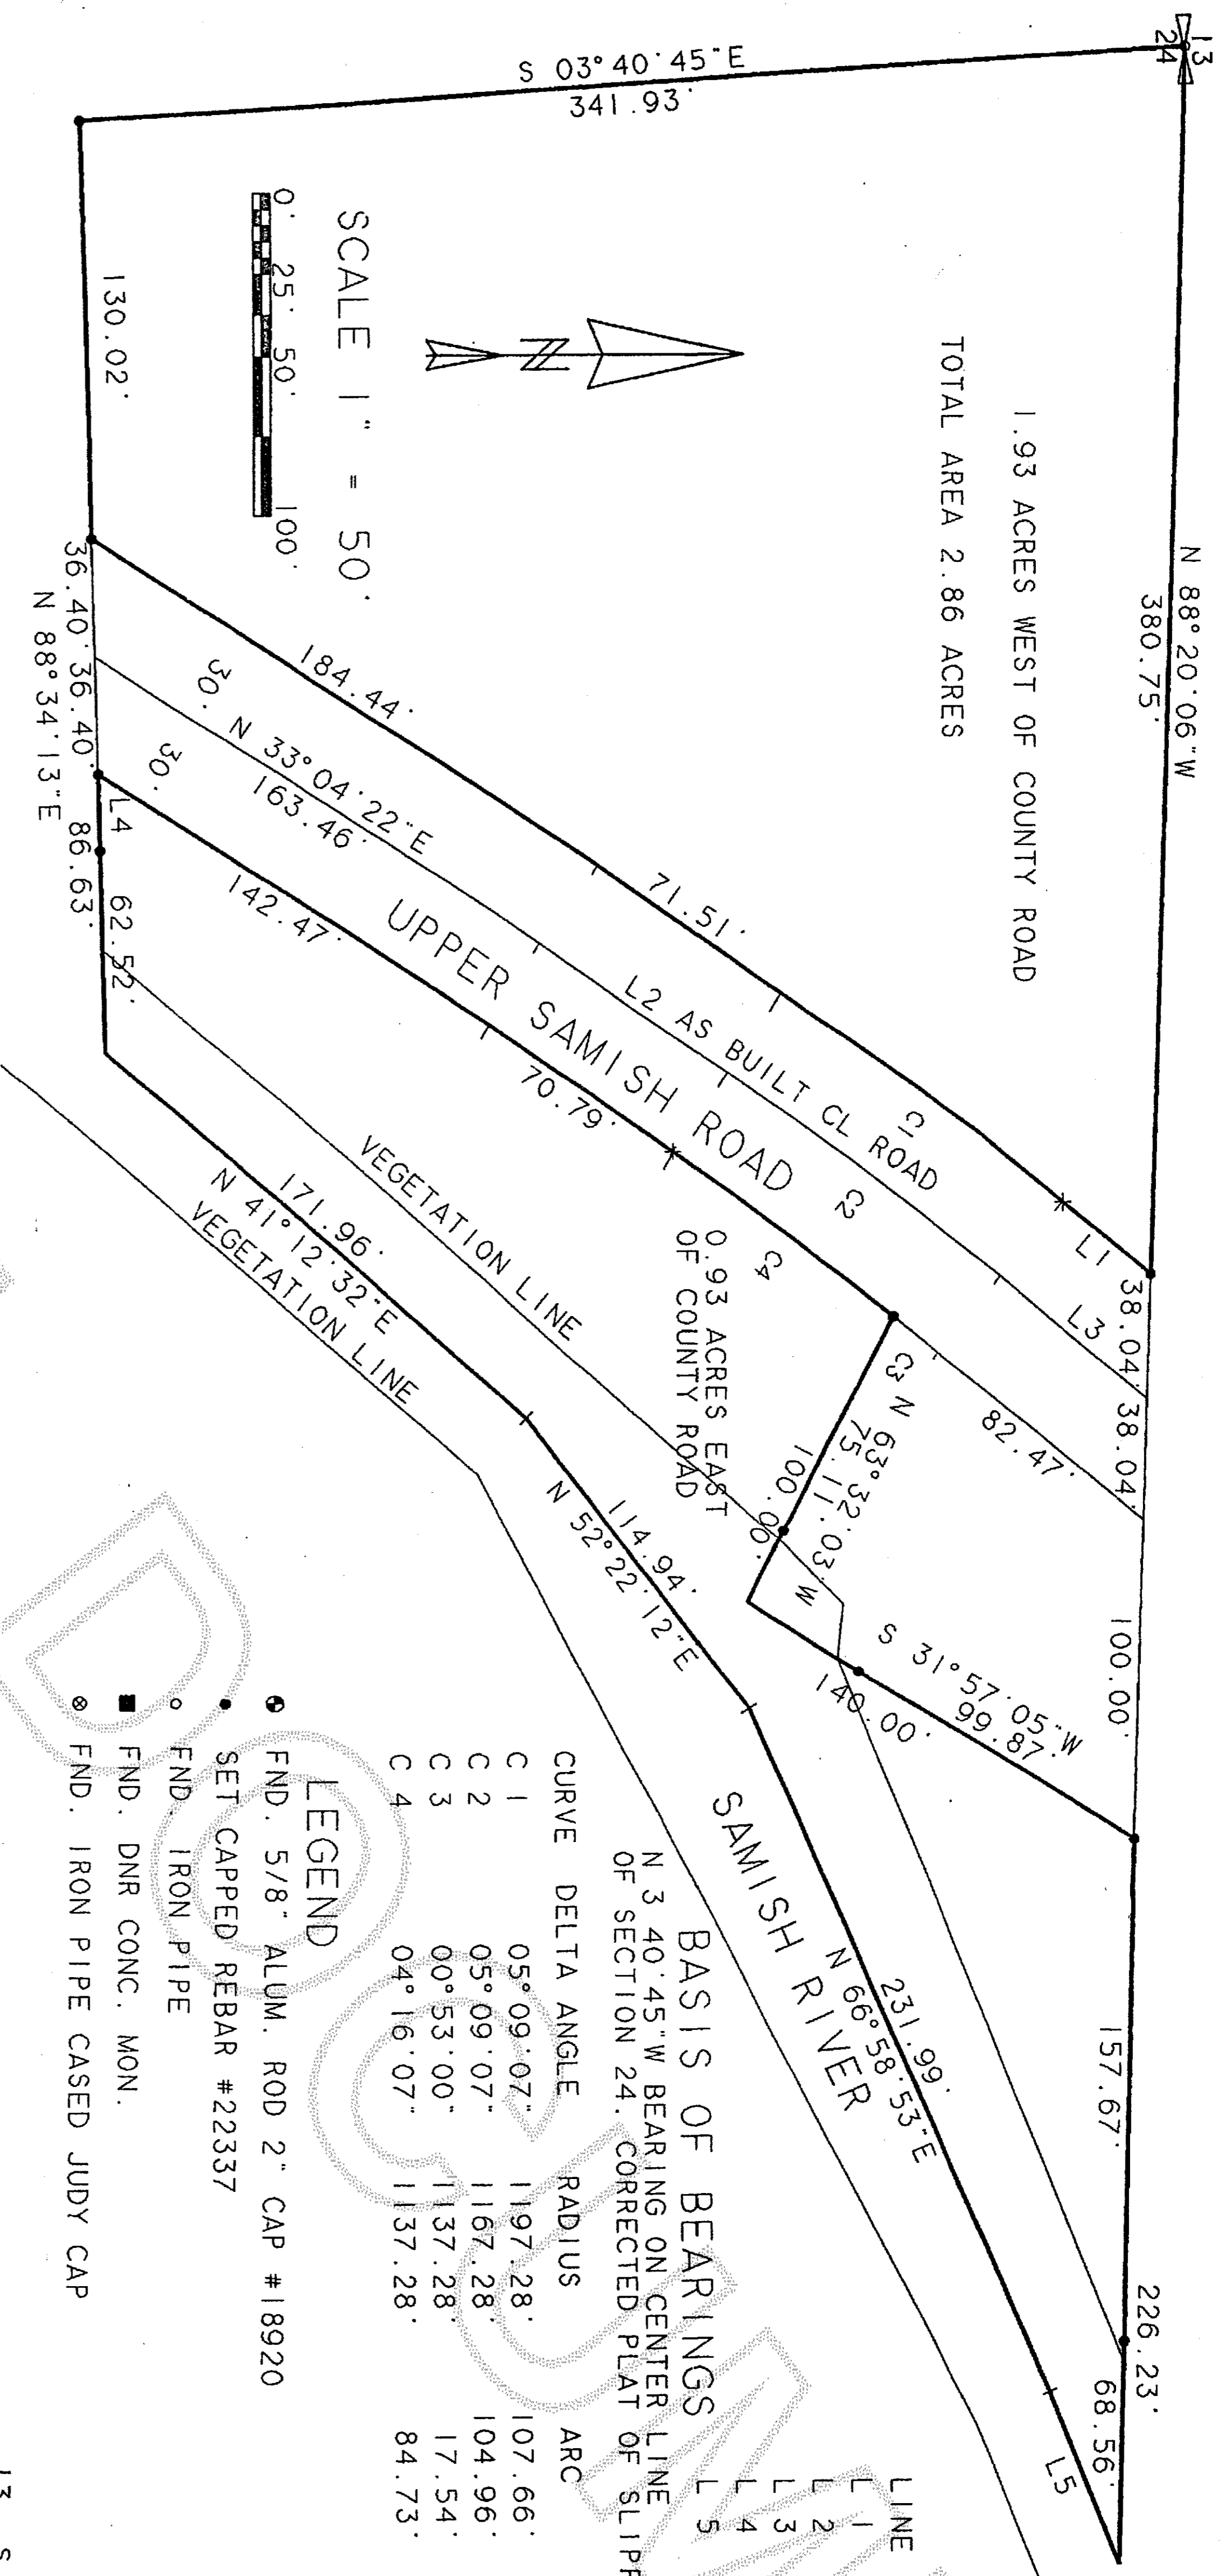 13
24
N 88° 20' 06" W
380.75'
38.04'
38.04'
100.00'
157.67'
226.23'
68.56'
S 03° 40' 45" E
341.93'
1.93 ACRES WEST OF COUNTY ROAD
TOTAL AREA 2.86 ACRES
SCALE 1" = 50'
0' 25' 50' 100'
130.02'
36.40'
36.40'
N 88° 34' 13" E
L4
86.63'
62.52'
184.44'
71.51'
C1
L1
30'
30'
N 33° 04' 22" E
163.46'
L2 AS BUILT CL ROAD
C2
L3
UPPER SAMISH ROAD
142.47'
70.79'
C4
C3
82.47'
N 63° 32' 03" W
75.11'
100.00'
S 31° 57' 05" W
99.87'
140.00'
0.93 ACRES EAST
OF COUNTY ROAD
VEGETATION LINE
171.96'
N 41° 12' 32" E
VEGETATION LINE
114.94'
N 52° 22' 12" E
SAMISH RIVER
231.99'
N 66° 58' 53" E
L5
BASIS OF BEARINGS
N 3 40' 45" W BEARING ON CENTER LINE
OF SECTION 24. CORRECTED PLAT OF SLIPP
CURVE DELTA ANGLE RADIUS ARC
C 1 05° 09' 07" 1197.28' 107.66'
C 2 05° 09' 07" 1167.28' 104.96'
C 3 00° 53' 00" 1137.28' 17.54'
C 4 04° 16' 07" 1137.28' 84.73'
LINE
L 1
L 2
L 3
L 4
L 5
LEGEND
FND. 5/8" ALUM. ROD 2" CAP #18920
SET CAPPED REBAR #22337
FND. IRON PIPE
FND. DNR CONC. MON.
FND. IRON PIPE CASED JUDY CAP
13 S